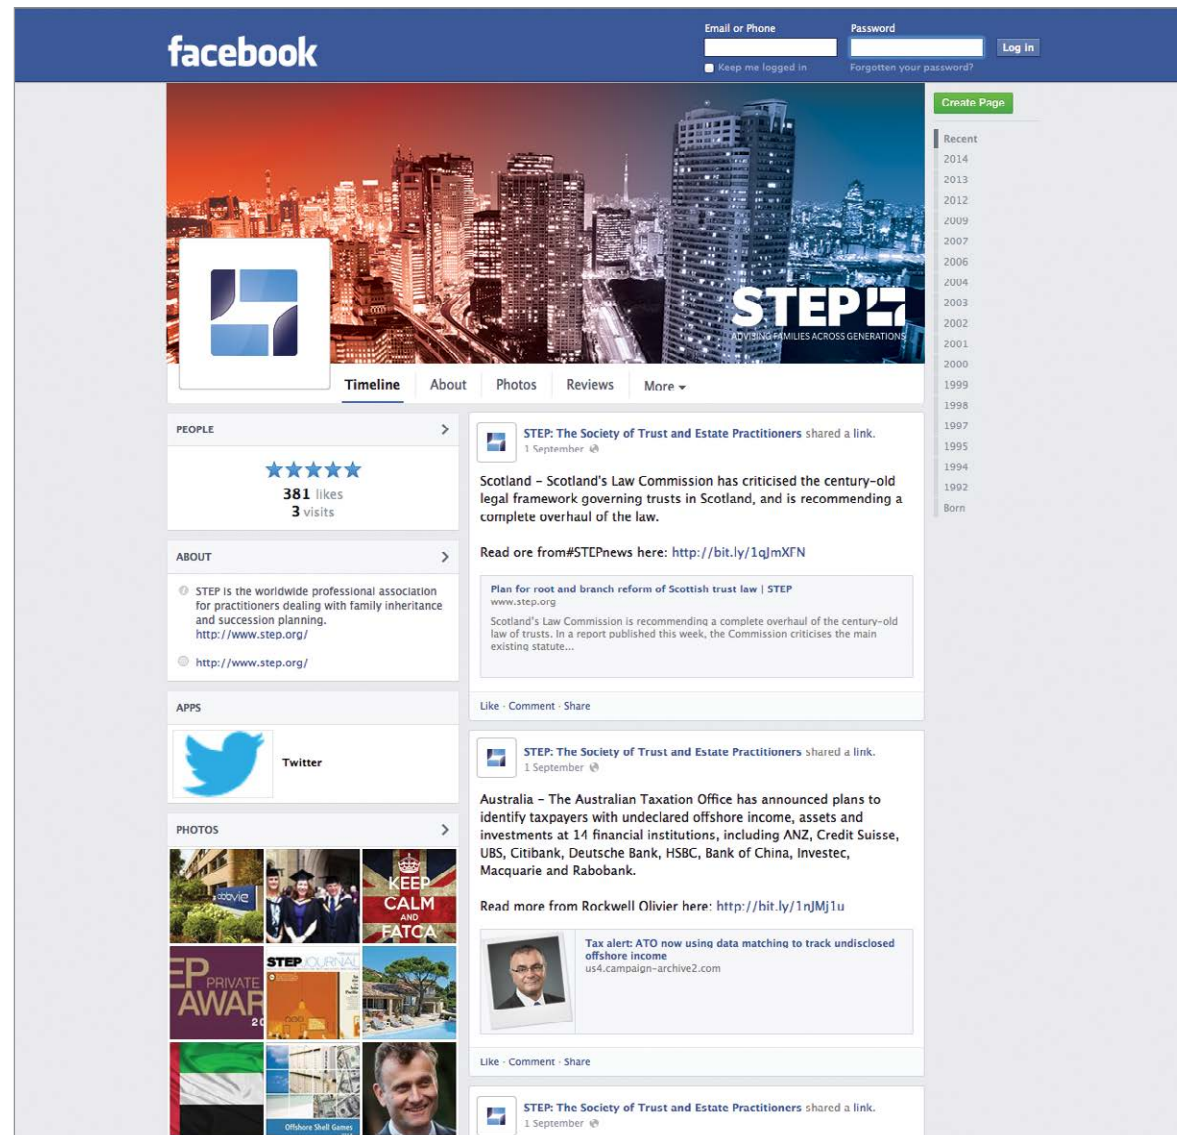 facebook
Email or Phone
Password
Log in
Keep me logged in
Forgotten your password?
Create Page
Recent
2014
2013
2012
2009
2007
2006
2004
2003
2002
2001
2000
1999
1998
1997
1995
1994
1992
Born
STEP
ADVISING FAMILIES ACROSS GENERATIONS
Timeline About Photos Reviews More
PEOPLE
381 likes
3 visits
ABOUT
STEP is the worldwide professional association
for practitioners dealing with family inheritance
and succession planning.
http://www.step.org/
http://www.step.org/
APPS
Twitter
PHOTOS
abbvie
KEEP
CALM
AND
FATCA
EP PRIVATE
AWAR
20
STEP JOURNAL
Offshore Shell Games
STEP: The Society of Trust and Estate Practitioners shared a link.
1 September
Scotland – Scotland's Law Commission has criticised the century-old
legal framework governing trusts in Scotland, and is recommending a
complete overhaul of the law.
Read ore from#STEPnews here: http://bit.ly/1qJmXFN
Plan for root and branch reform of Scottish trust law | STEP
www.step.org
Scotland's Law Commission is recommending a complete overhaul of the century-old
law of trusts. In a report published this week, the Commission criticises the main
existing statute...
Like · Comment · Share
STEP: The Society of Trust and Estate Practitioners shared a link.
1 September
Australia – The Australian Taxation Office has announced plans to
identify taxpayers with undeclared offshore income, assets and
investments at 14 financial institutions, including ANZ, Credit Suisse,
UBS, Citibank, Deutsche Bank, HSBC, Bank of China, Investec,
Macquarie and Rabobank.
Read more from Rockwell Olivier here: http://bit.ly/1nJMj1u
Tax alert: ATO now using data matching to track undisclosed
offshore income
us4.campaign-archive2.com
Like · Comment · Share
STEP: The Society of Trust and Estate Practitioners shared a link.
1 September